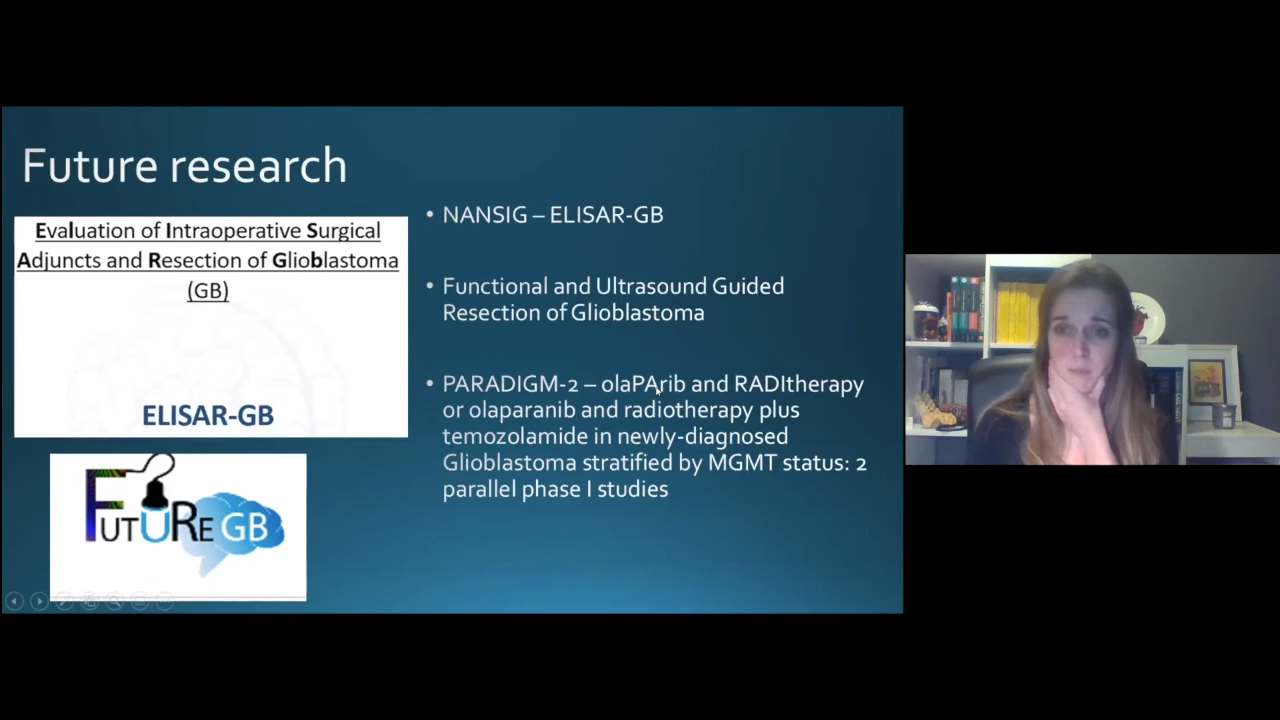 Future research
Evaluation of Intraoperative Surgical
Adjuncts and Resection of Glioblastoma
(GB)
ELISAR-GB
FUTURE GB
• NANSIG – ELISAR-GB
• Functional and Ultrasound Guided
Resection of Glioblastoma
• PARADIGM-2 – olaPArib and RADItherapy
or olaparanib and radiotherapy plus
temozolamide in newly-diagnosed
Glioblastoma stratified by MGMT status: 2
parallel phase I studies